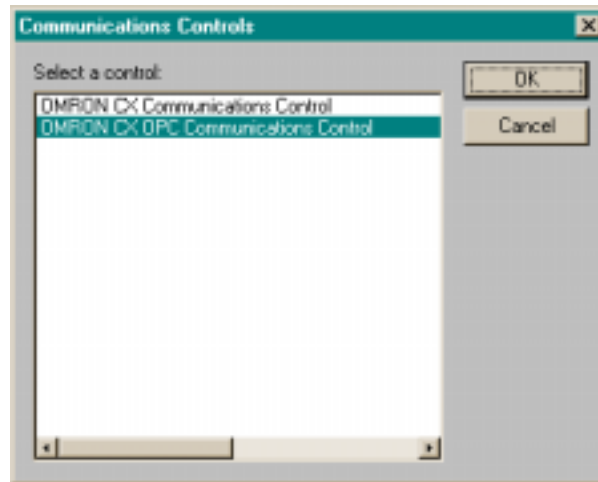 Communications Controls
Select a control:
OMRON CX Communications Control
OMRON CX OPC Communications Control
OK
Cancel